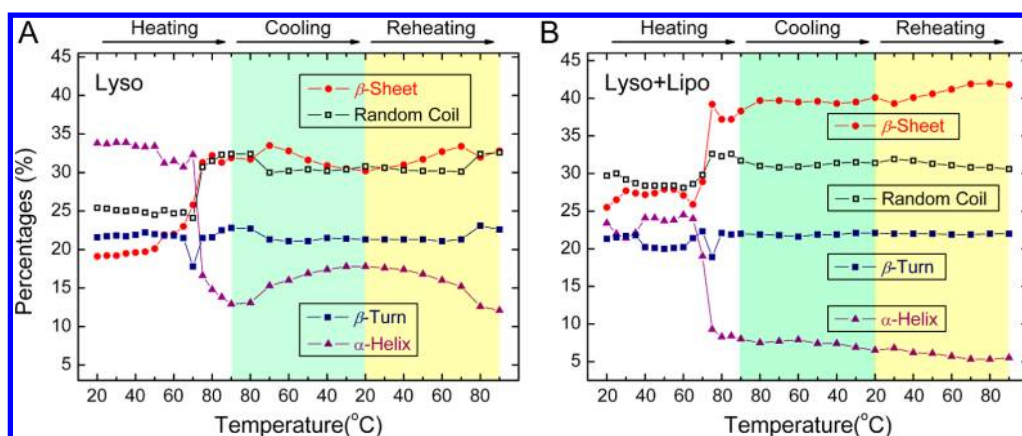 A
Heating
Cooling
Reheating
Lyso
β-Sheet
Random Coil
β-Turn
α-Helix
Percentages (%)
45
40
35
30
25
20
15
10
5
20 40 60 80 80 60 40 20 40 60 80
Temperature(°C)
B
Heating
Cooling
Reheating
Lyso+Lipo
β-Sheet
Random Coil
β-Turn
α-Helix
45
40
35
30
25
20
15
10
5
20 40 60 80 80 60 40 20 40 60 80
Temperature(°C)